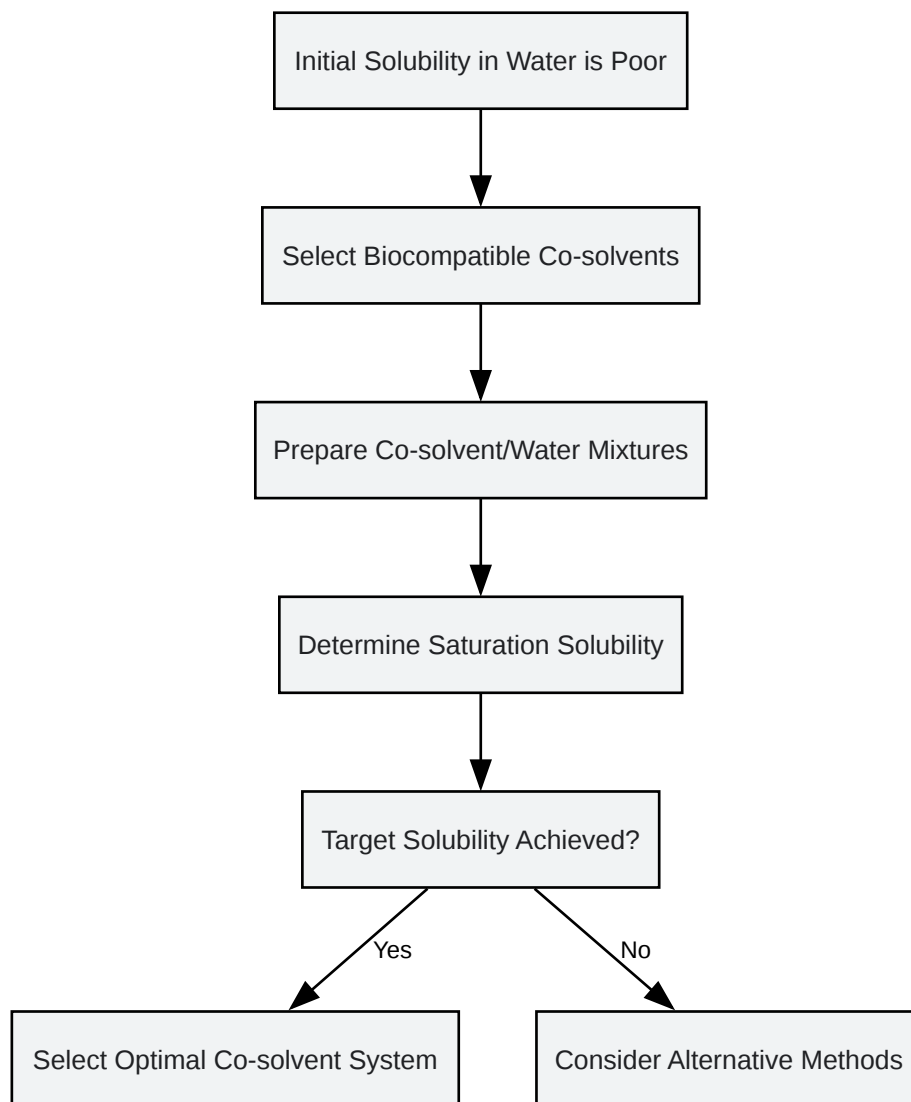 Initial Solubility in Water is Poor
Select Biocompatible Co-solvents
Prepare Co-solvent/Water Mixtures
Determine Saturation Solubility
Target Solubility Achieved?
Yes
No
Select Optimal Co-solvent System
Consider Alternative Methods